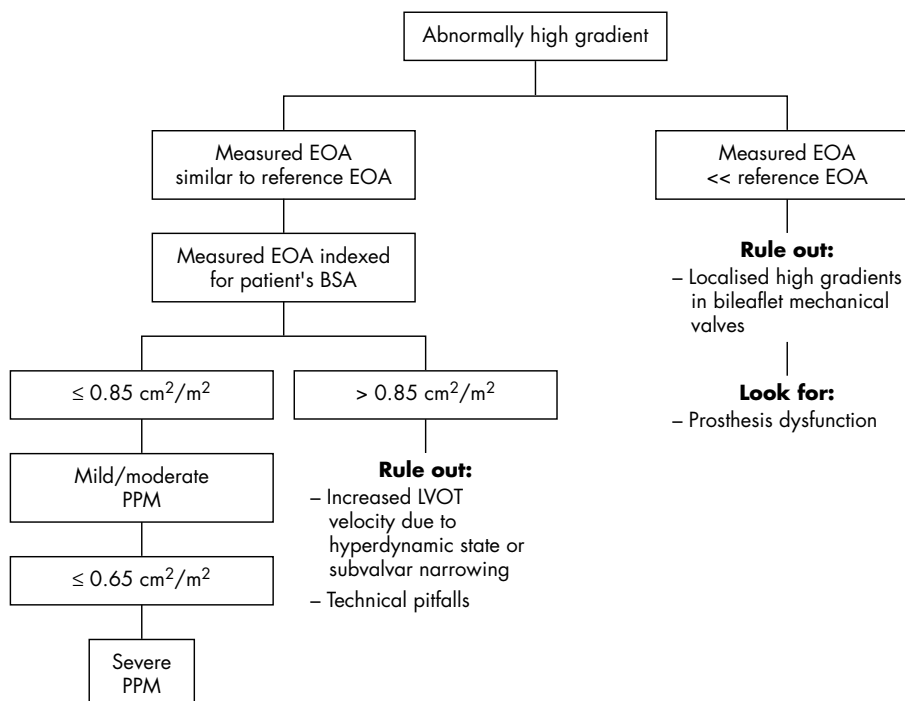 Abnormally high gradient
Measured EOA
similar to reference EOA
Measured EOA
<< reference EOA
Measured EOA indexed
for patient's BSA
Rule out:
– Localised high gradients
in bileaflet mechanical
valves
≤ 0.85 cm²/m²
> 0.85 cm²/m²
Look for:
– Prosthesis dysfunction
Mild/moderate
PPM
Rule out:
– Increased LVOT
velocity due to
hyperdynamic state or
subvalvar narrowing
– Technical pitfalls
≤ 0.65 cm²/m²
Severe
PPM